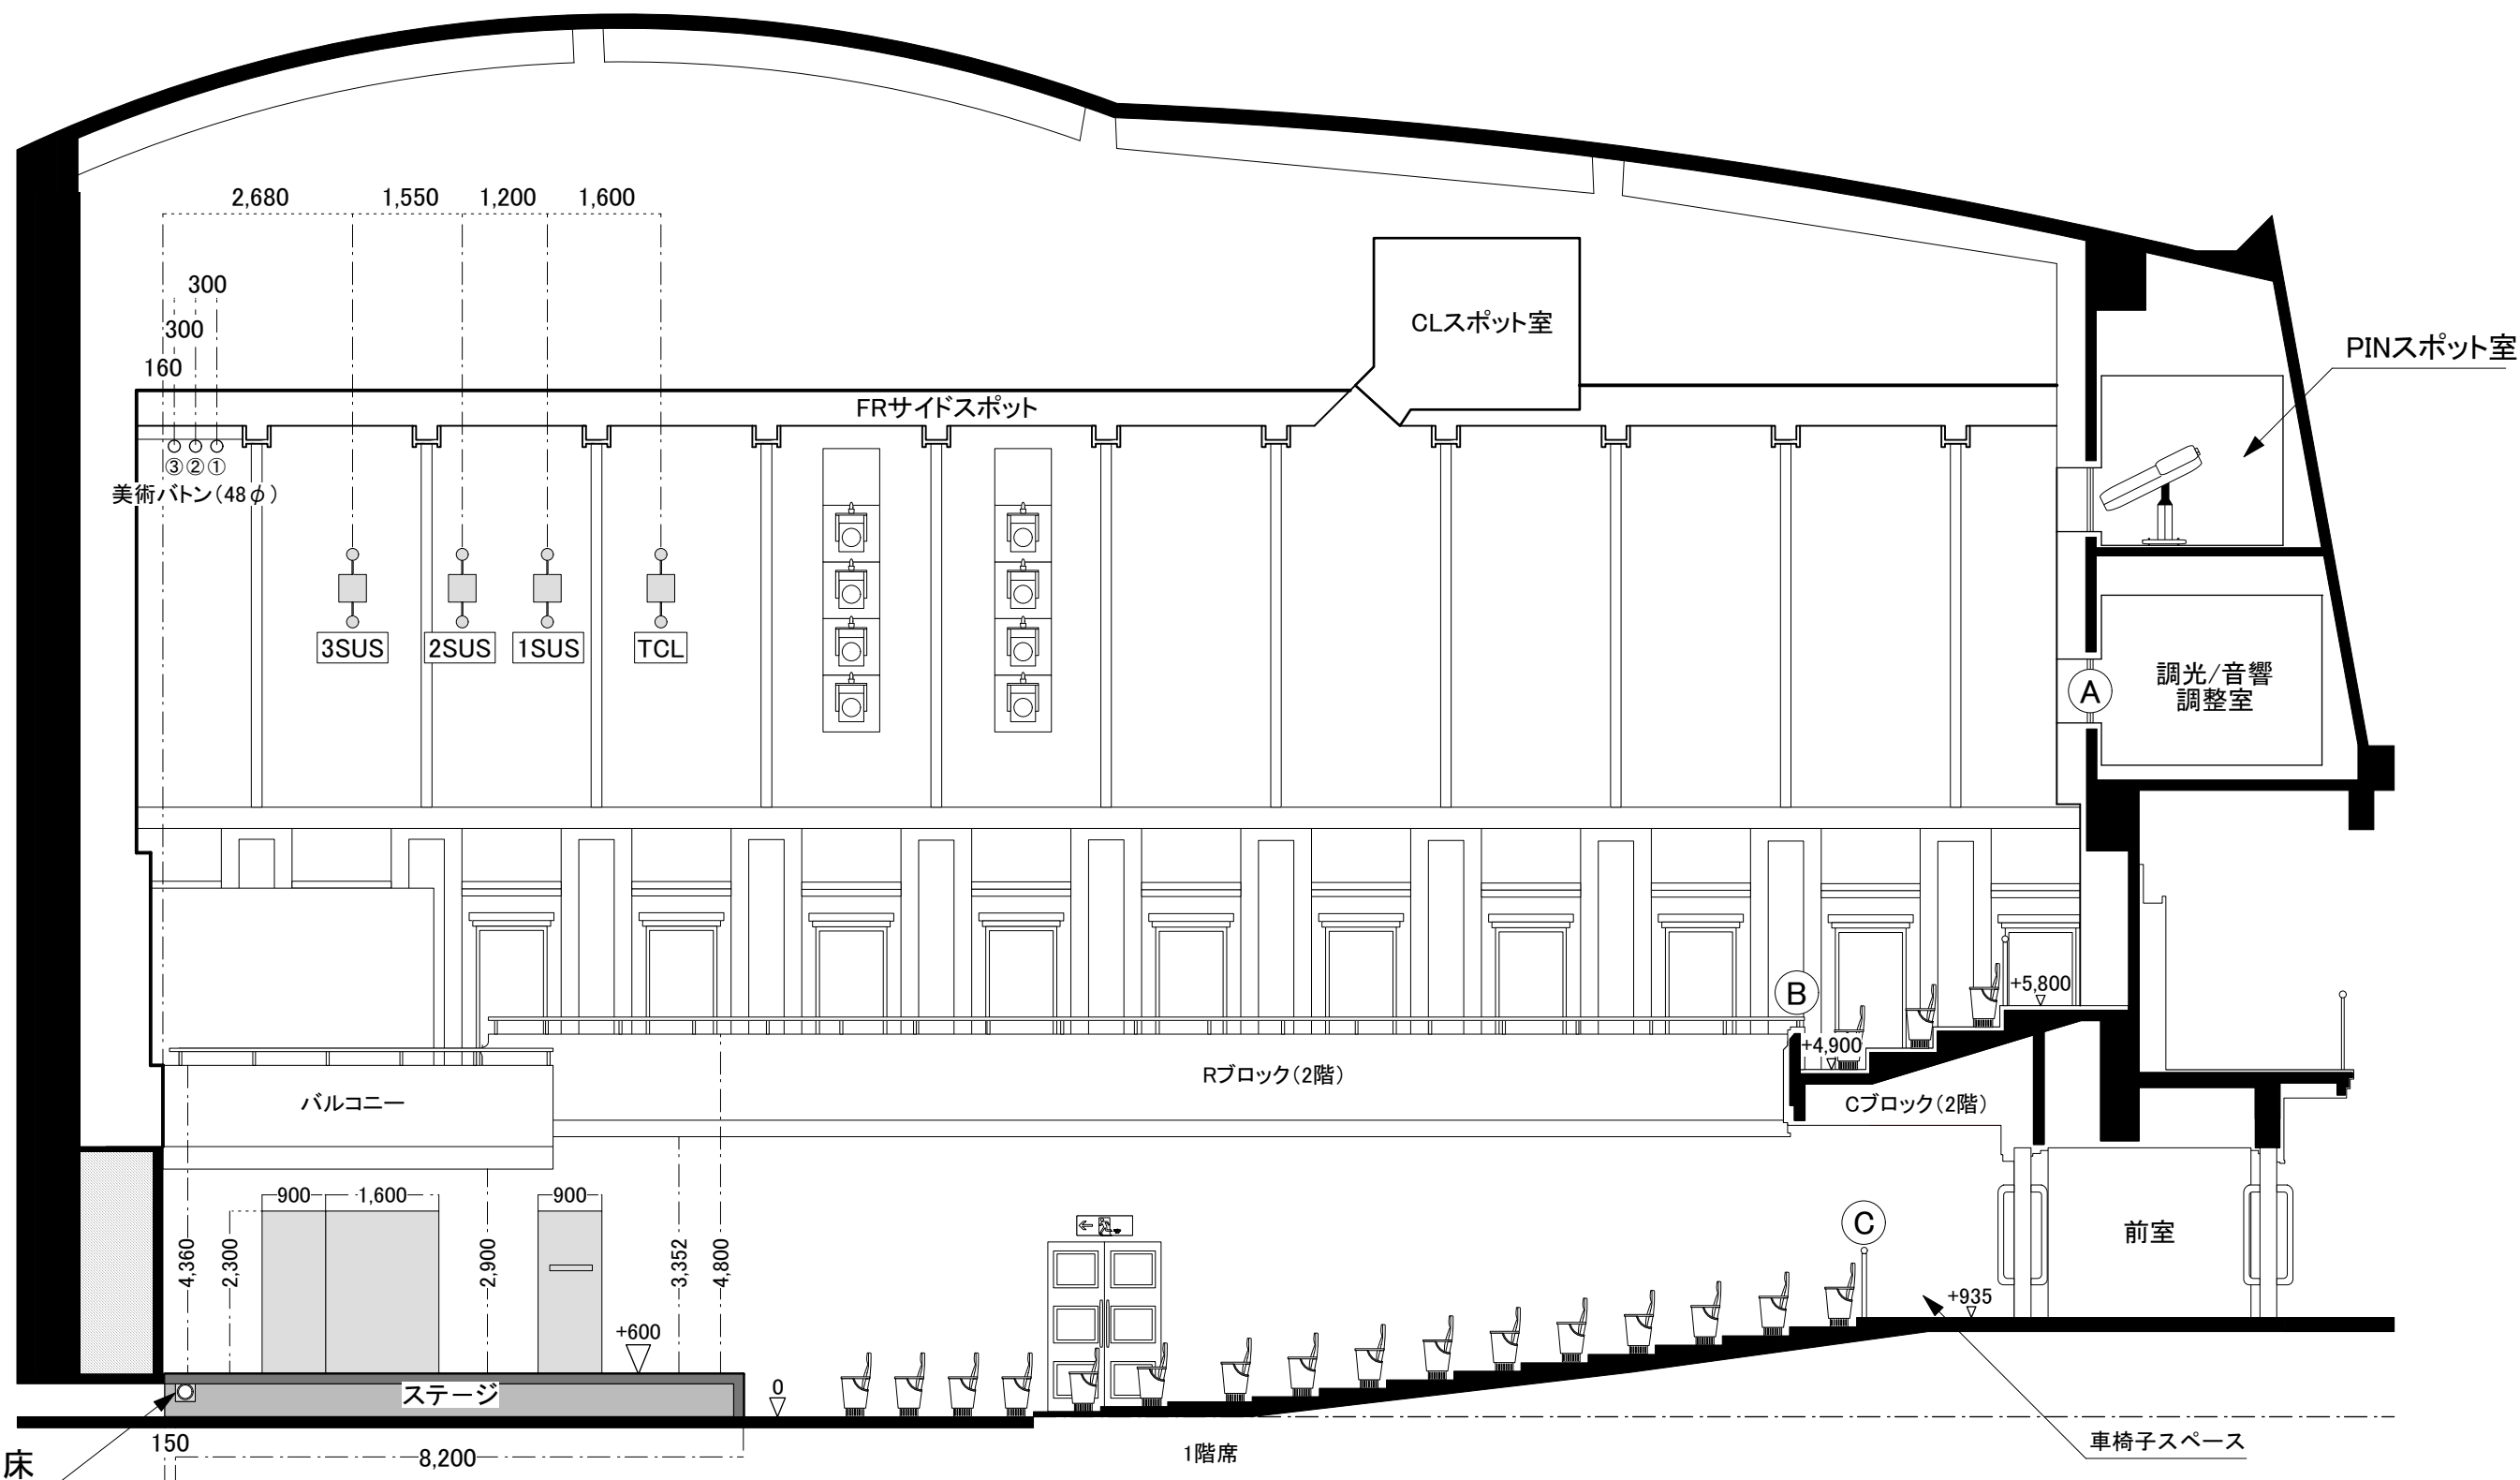 2,680
1,550
1,200
1,600
300
300
160
CLスポット室
PINスポット室
FRサイドスポット
③②①
美術バトン（48φ）
3SUS
2SUS
1SUS
TCL
A
調光/音響
調整室
B
+5,800
+4,900
Rブロック（2階）
バルコニー
Cブロック（2階）
900
1,600
900
4,360
2,300
2,900
3,352
4,800
C
前室
+935
+600
0
ステージ
車椅子スペース
150
8,200
1階席
床